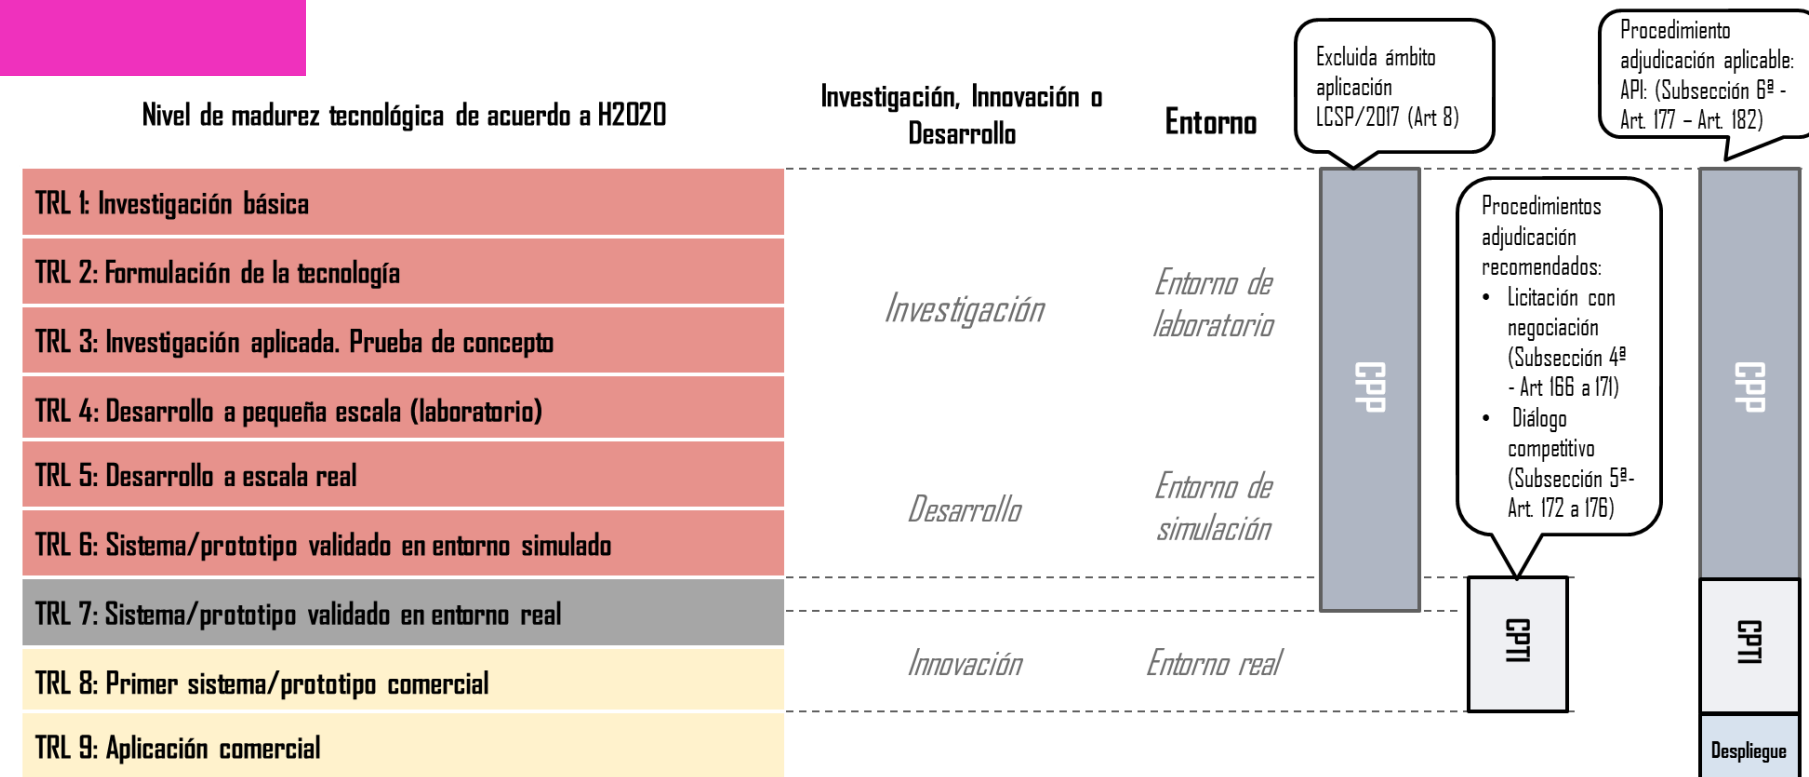 Nivel de madurez tecnológica de acuerdo a H2020
Investigación, Innovación o
Desarrollo
Entorno
Excluida ámbito
aplicación
LCSP/2017 (Art 8)
Procedimiento
adjudicación aplicable:
API: (Subsección 6ª -
Art. 177 – Art. 182)
TRL 1: Investigación básica
TRL 2: Formulación de la tecnología
TRL 3: Investigación aplicada. Prueba de concepto
TRL 4: Desarrollo a pequeña escala (laboratorio)
TRL 5: Desarrollo a escala real
TRL 6: Sistema/prototipo validado en entorno simulado
TRL 7: Sistema/prototipo validado en entorno real
TRL 8: Primer sistema/prototipo comercial
TRL 9: Aplicación comercial
Investigación
Desarrollo
Innovación
Entorno de
laboratorio
Entorno de
simulación
Entorno real
CPP
Procedimientos
adjudicación
recomendados:
• Licitación con
negociación
(Subsección 4ª
- Art 166 a 171)
• Diálogo
competitivo
(Subsección 5ª-
Art. 172 a 176)
CPTI
CPP
CPTI
Despliegue